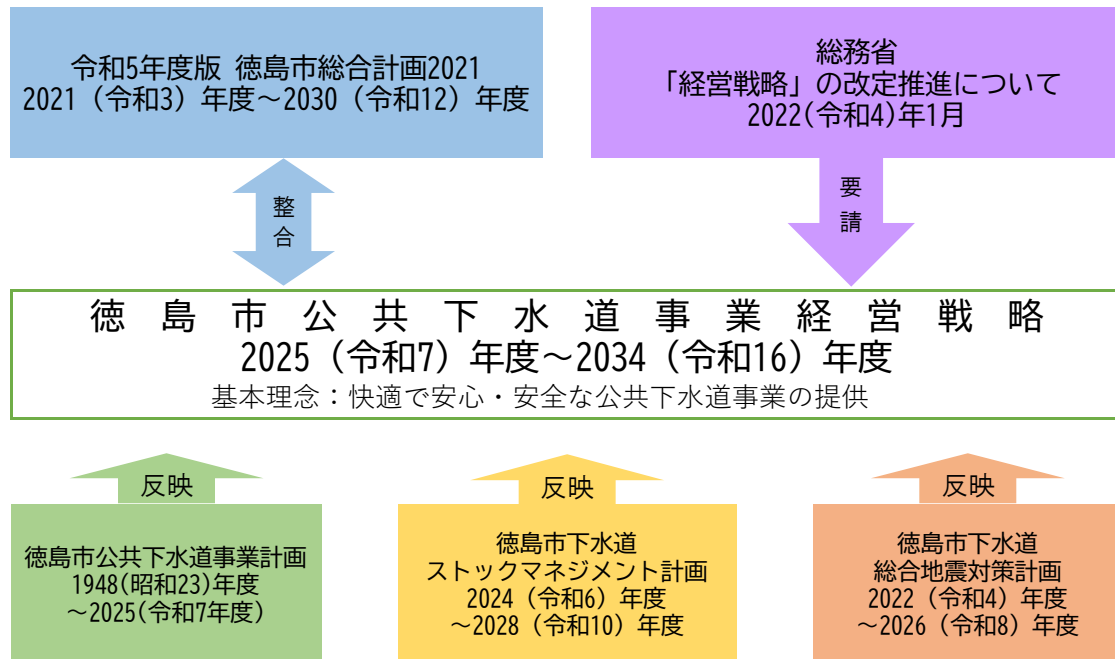 令和5年度版 徳島市総合計画2021
2021（令和3）年度～2030（令和12）年度
総務省
「経営戦略」の改定推進について
2022(令和4)年1月
整
合
要
請
徳島市公共下水道事業経営戦略
2025（令和7）年度～2034（令和16）年度
基本理念：快適で安心・安全な公共下水道事業の提供
反映
反映
反映
徳島市公共下水道事業計画
1948(昭和23)年度
～2025(令和7年度)
徳島市下水道
ストックマネジメント計画
2024（令和6）年度
～2028（令和10）年度
徳島市下水道
総合地震対策計画
2022（令和4）年度
～2026（令和8）年度